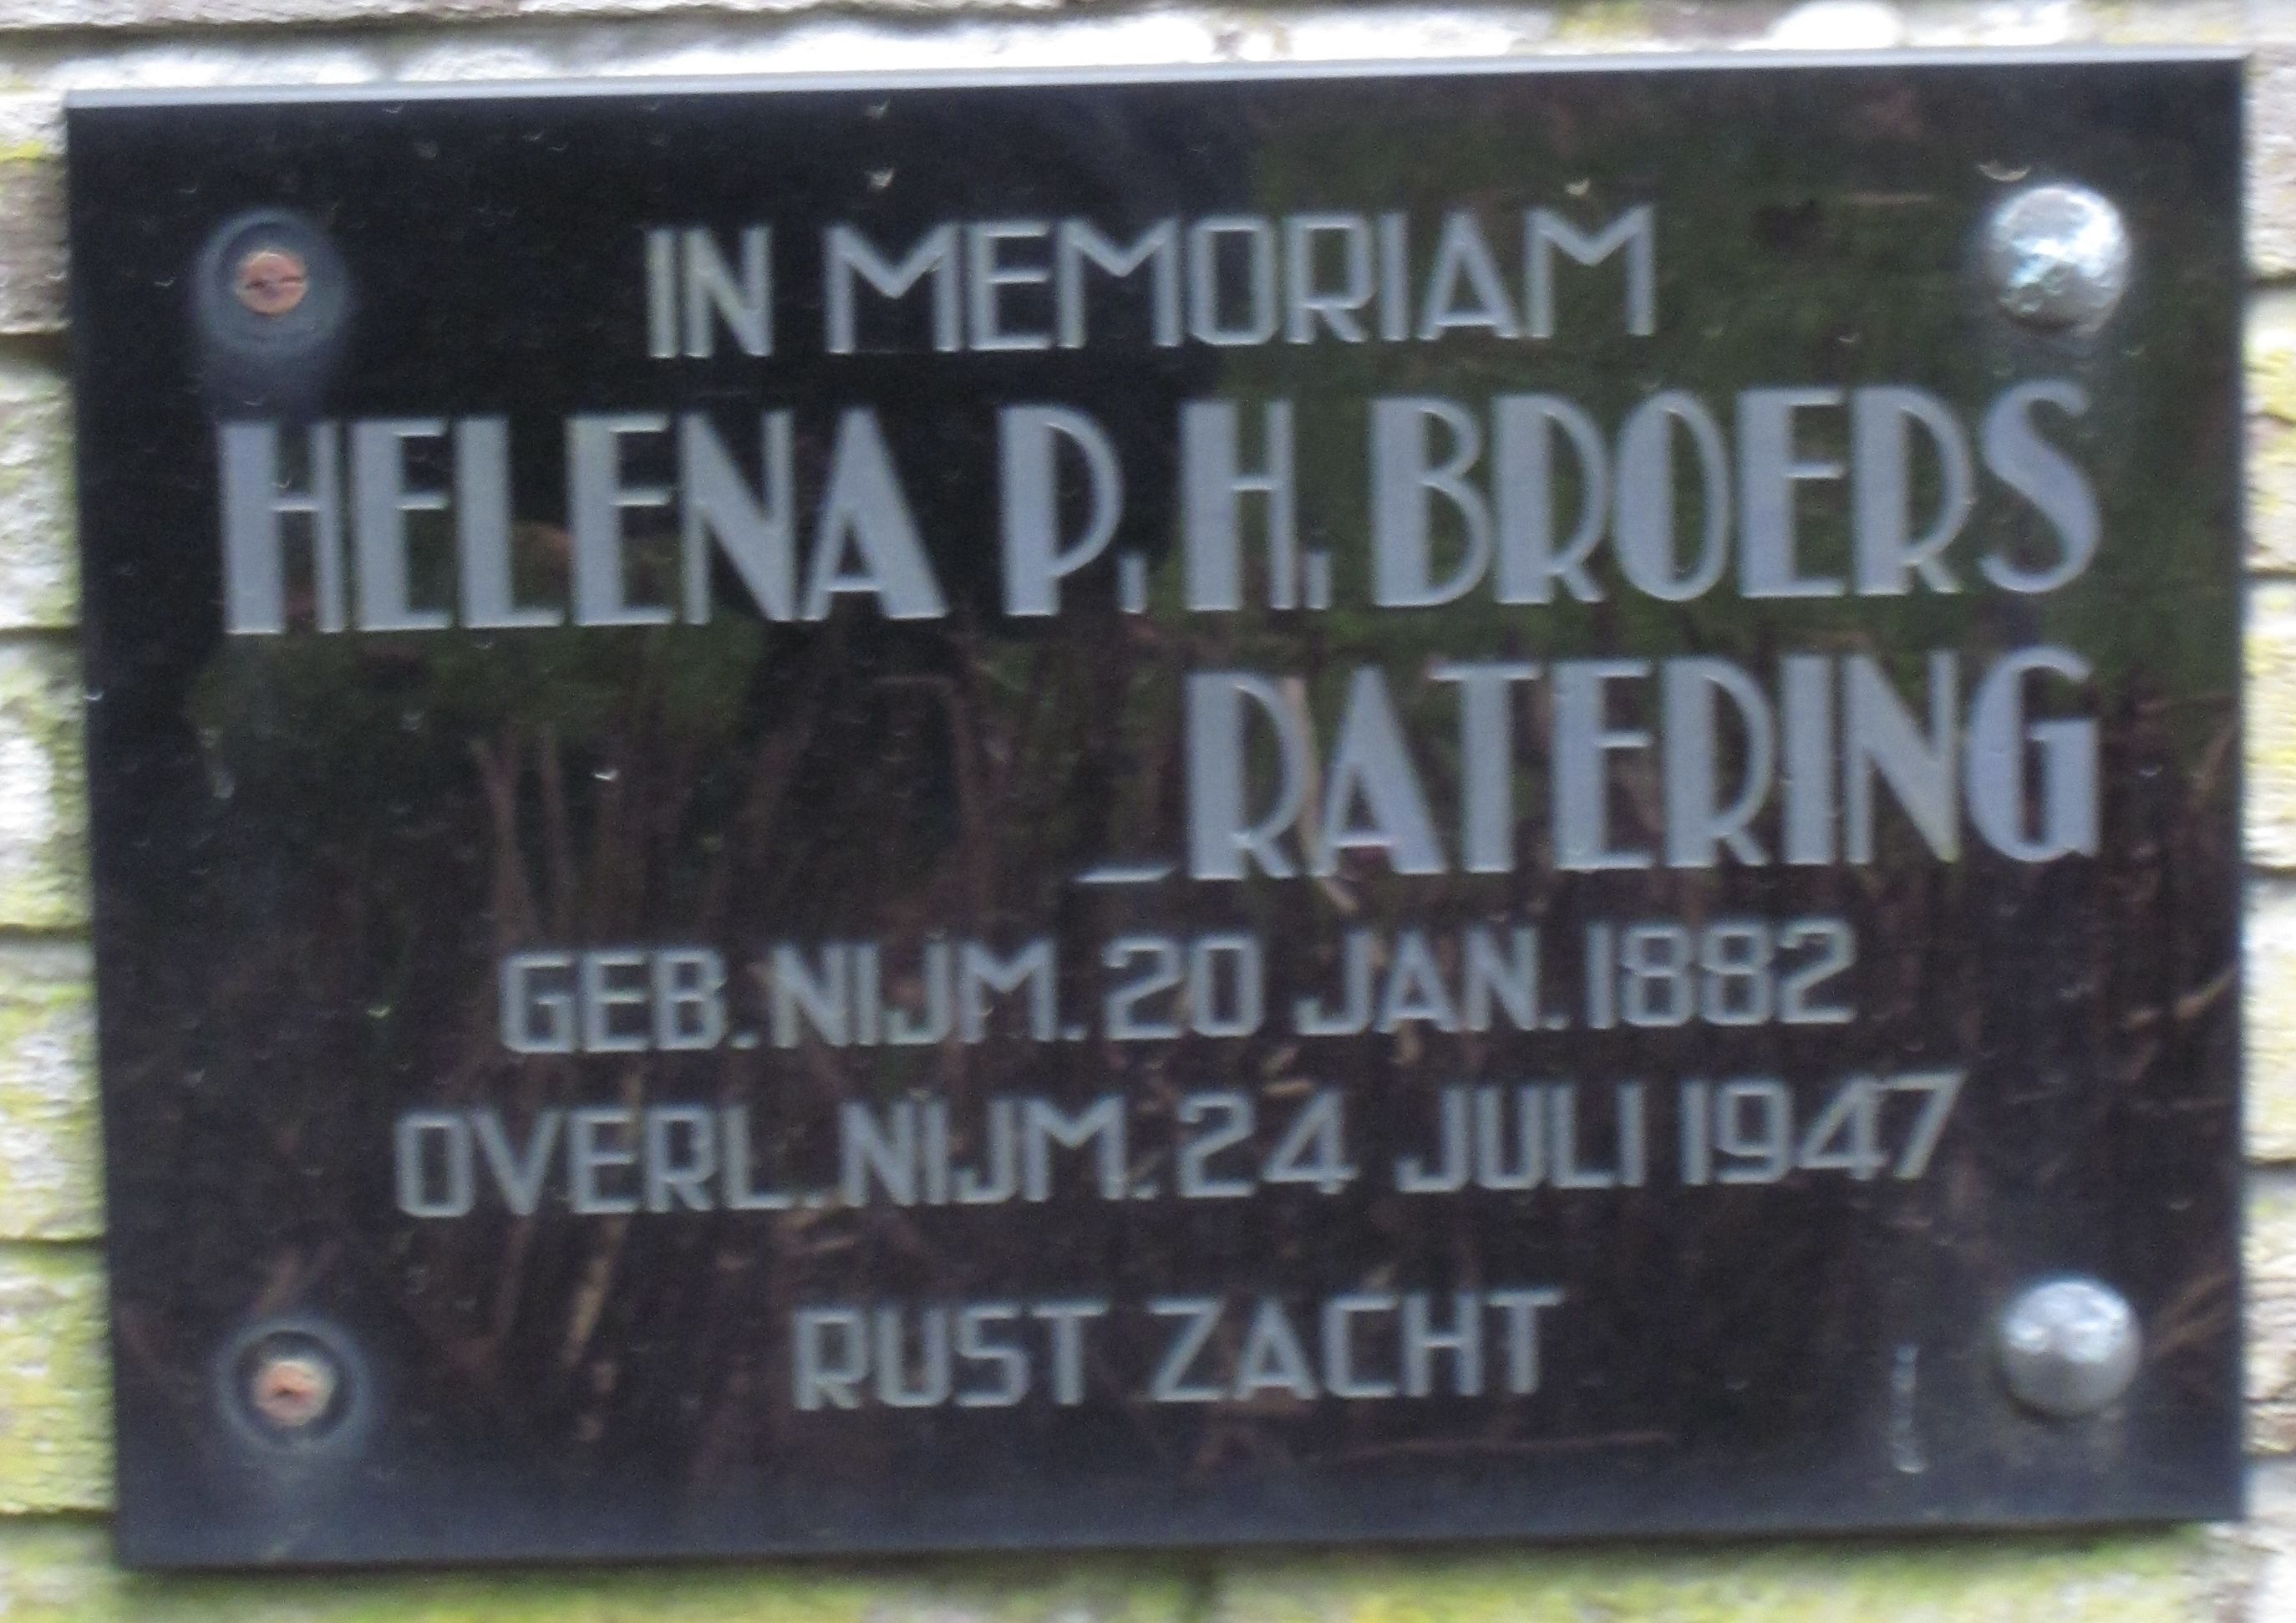 IN MEMORIAM
HELENA P. H. BROERS
_RATERING
GEB. NIJM. 20 JAN. 1882
OVERL. NIJM. 24 JULI 1947
RUST ZACHT